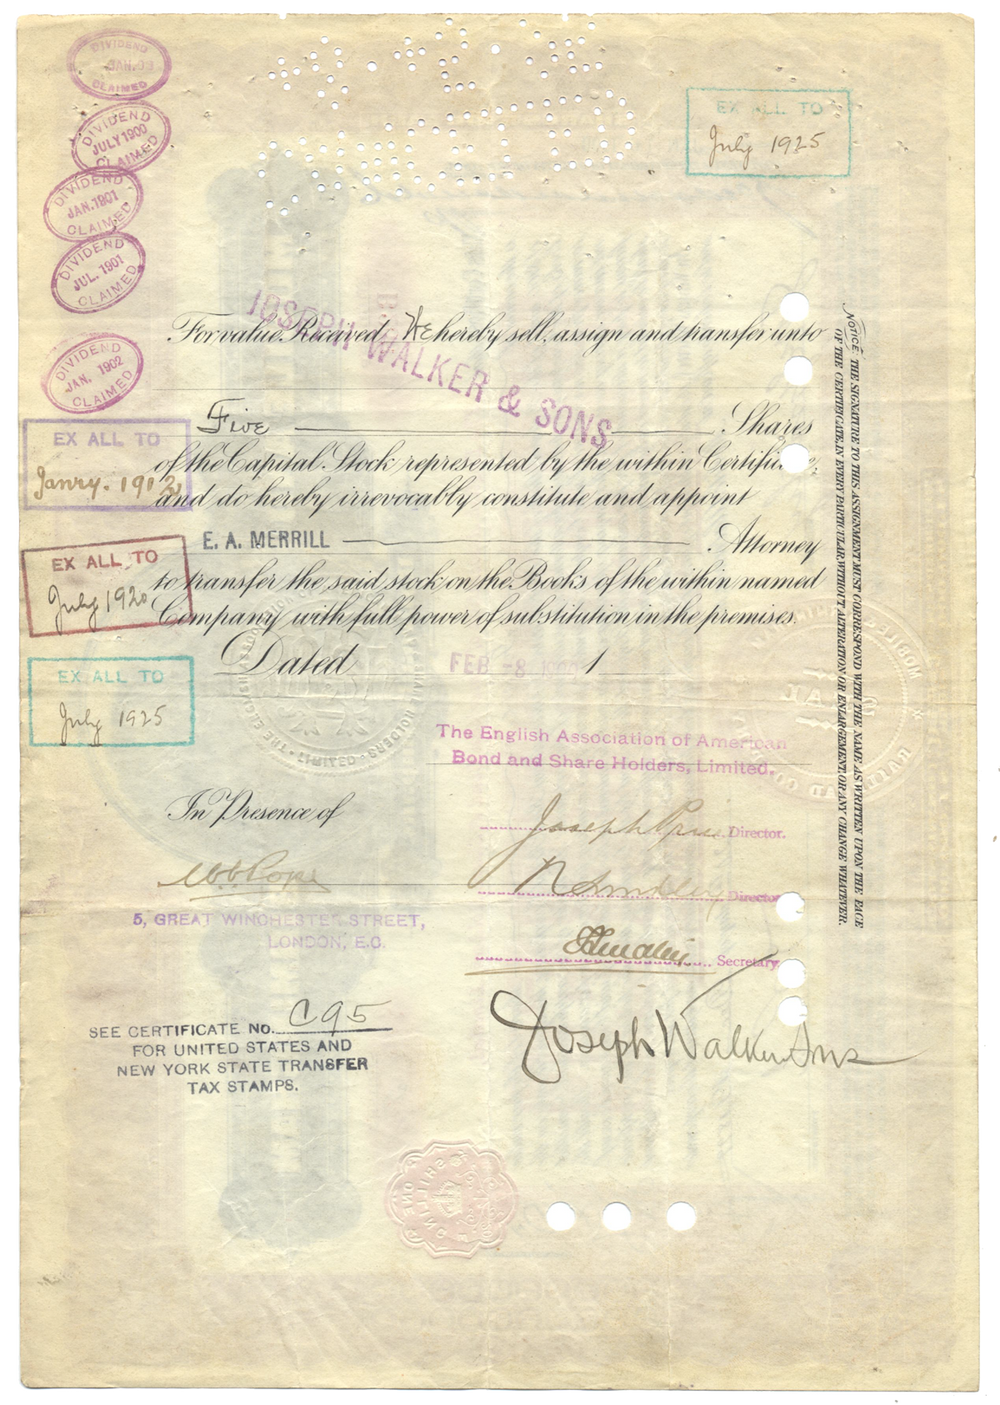 DIVIDEND
JAN.
CLAIMED
DIVIDEND
JULY 1900
CLAIMED
DIVIDEND
JAN. 1901
CLAIMED
DIVIDEND
JUL. 1901
CLAIMED
DIVIDEND
JAN. 1902
CLAIMED
EX ALL TO
July 1925
For value Received We hereby sell, assign and transfer unto
JOSEPH WALKER & SONS,
Five Shares
of the Capital Stock represented by the within Certificate,
and do hereby irrevocably constitute and appoint
E. A. MERRILL Attorney
to transfer the said stock on the Books of the within named
Company with full power of substitution in the premises.
Dated FEB -8 1
EX ALL TO
Janry. 1912
EX ALL TO
July 1920
EX ALL TO
July 1925
The English Association of American
Bond and Share Holders, Limited.
In Presence of
Joseph Director.
Director
Secretary
5, GREAT WINCHESTER STREET,
LONDON, E.C.
Joseph Walker Sons
SEE CERTIFICATE No. C95
FOR UNITED STATES AND
NEW YORK STATE TRANSFER
TAX STAMPS.
ONE SHILLING
NOTICE THE SIGNATURE TO THIS ASSIGNMENT MUST CORRESPOND WITH THE NAME AS WRITTEN UPON THE FACE
OF THE CERTIFICATE, IN EVERY PARTICULAR WITHOUT ALTERATION OR ENLARGEMENT, OR ANY CHANGE WHATEVER.